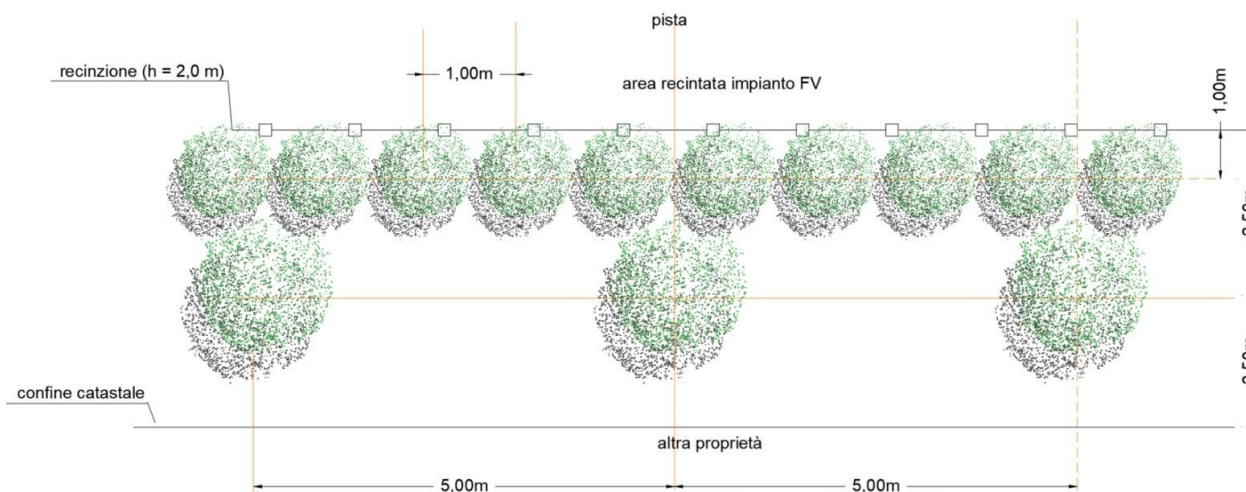 pista
recinzione (h = 2,0 m)
1,00m
area recintata impianto FV
1,00m
confine catastale
altra proprietà
5,00m
5,00m